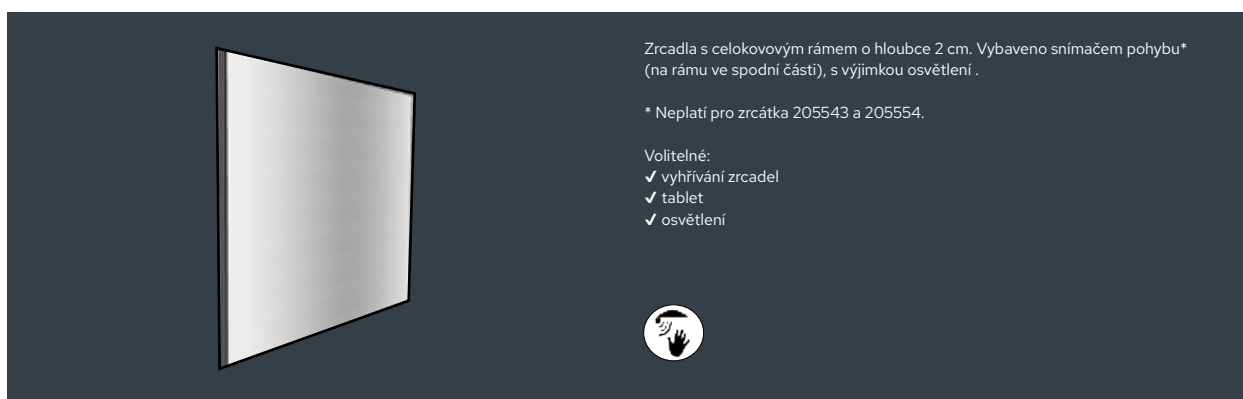 Zrcadla s celokovovým rámem o hloubce 2 cm. Vybaveno snímačem pohybu*
(na rámu ve spodní části), s výjimkou osvětlení .
* Neplatí pro zrcátka 205543 a 205554.
Volitelné:
✓ vyhřívání zrcadel
✓ tablet
✓ osvětlení